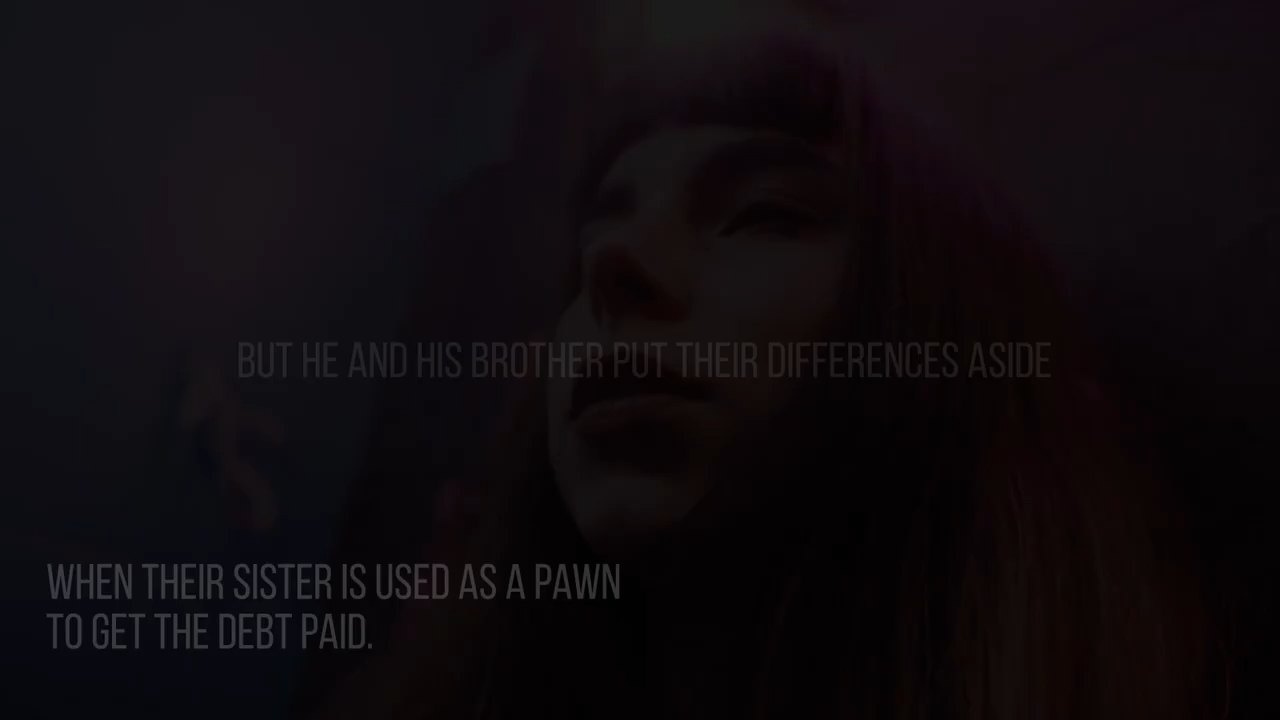 BUT HE AND HIS BROTHER PUT THEIR DIFFERENCES ASIDE
WHEN THEIR SISTER IS USED AS A PAWN
TO GET THE DEBT PAID.